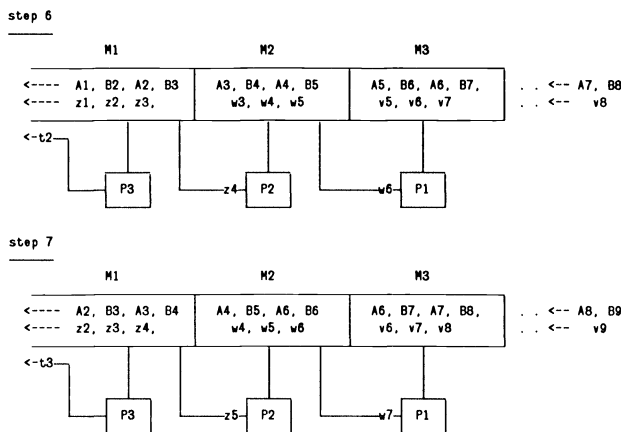 step 6
M1 M2 M3
<---- A1, B2, A2, B3 A3, B4, A4, B5 A5, B6, A6, B7, . . <-- A7, B8
<---- z1, z2, z3, w3, w4, w5 v5, v6, v7 . . <-- v8
<-t2
P3 z4 P2 w6 P1
step 7
M1 M2 M3
<---- A2, B3, A3, B4 A4, B5, A6, B6 A6, B7, A7, B8, . . <-- A8, B9
<---- z2, z3, z4, w4, w5, w6 v6, v7, v8 . . <-- v9
<-t3
P3 z5 P2 w7 P1